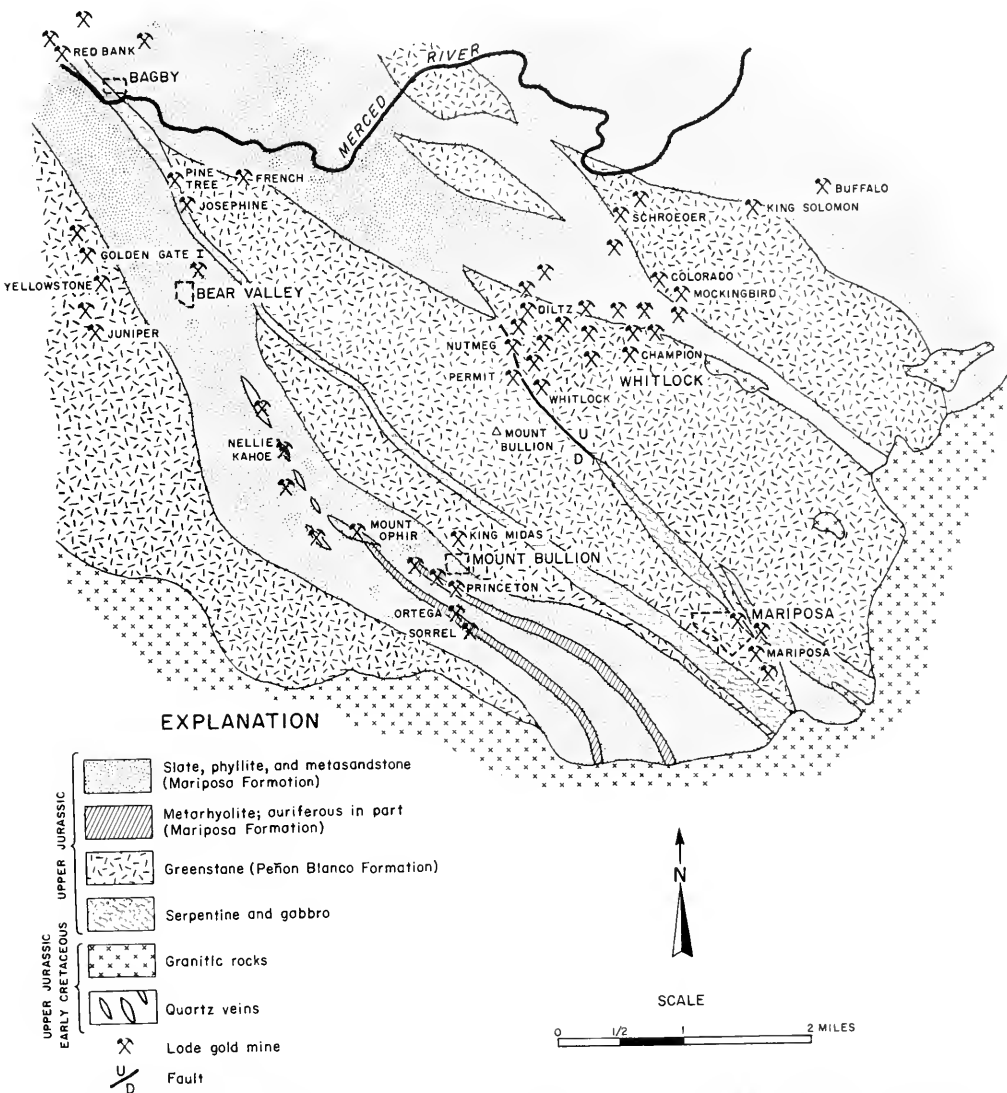 RED BANK
BAGBY
MERCED
RIVER
PINE
TREE
FRENCH
JOSEPHINE
BUFFALO
SCHROEOER
KING SOLOMON
GOLDEN GATE I
YELLOWSTONE
BEAR VALLEY
COLORADO
MOCKINGBIRD
JUNIPER
DILTZ
NUTMEG
CHAMPION
WHITLOCK
PERMIT
WHITLOCK
MOUNT
BULLION
U
D
NELLIE
KAHOE
MOUNT
OPHIR
KING MIDAS
MOUNT BULLION
PRINCETON
ORTEGA
SORREL
MARIPOSA
MARIPOSA
EXPLANATION
UPPER JURASSIC
Slate, phyllite, and metasandstone
(Mariposa Formation)
Metarhyolite; auriferous in part
(Mariposa Formation)
Greenstane (Peñon Blanco Formation)
Serpentine and gabbro
UPPER JURASSIC
EARLY CRETACEOUS
Granitic rocks
Quartz veins
Lode gold mine
U
D
Fault
N
SCALE
0 1/2 1 2 MILES